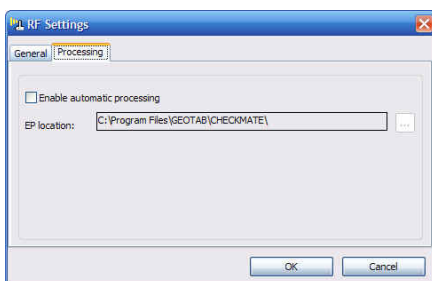 RF Settings
General Processing
Enable automatic processing
EP location: C:\Program Files\GEOTAB\CHECKMATE\ ...
OK Cancel